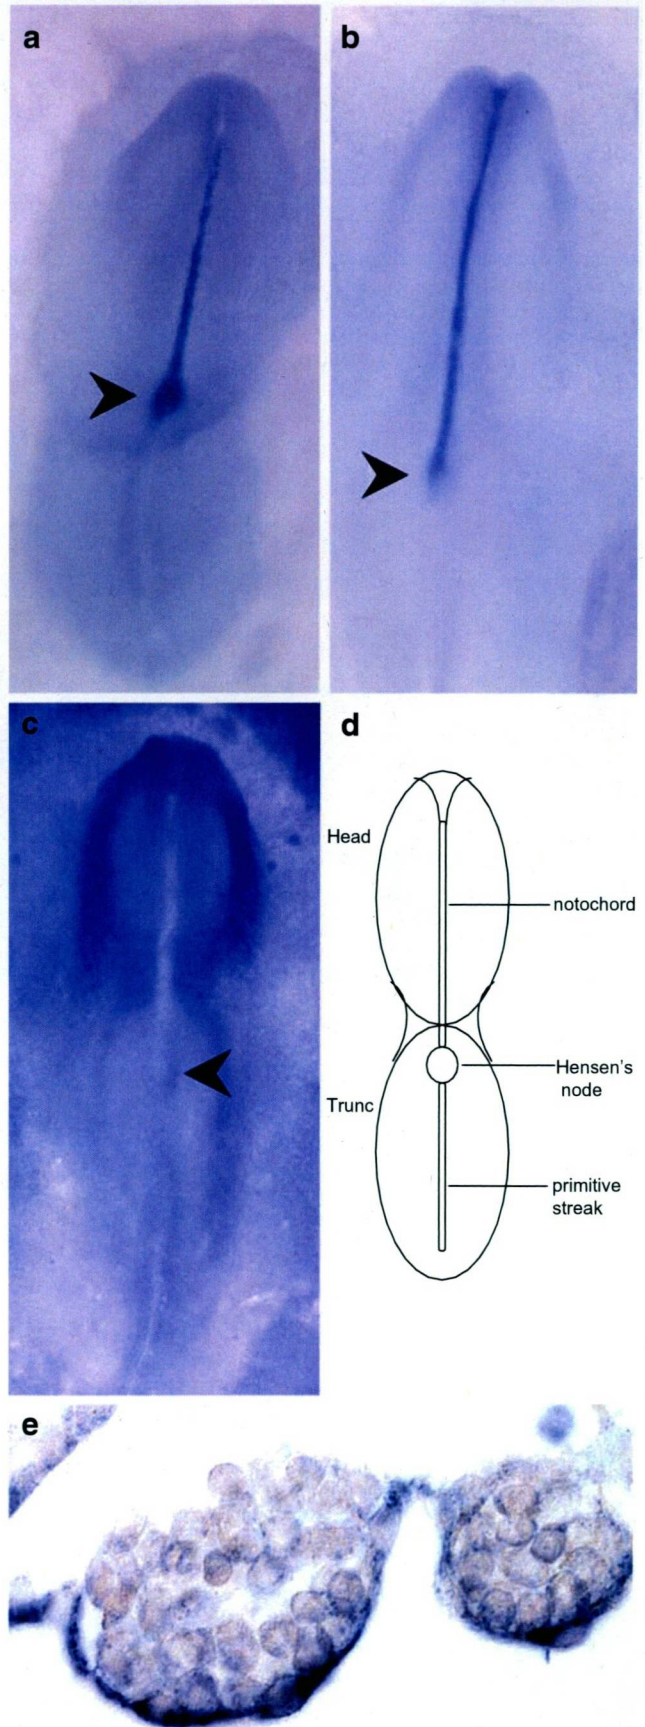 a
b
c
d
Head
notochord
Hensen's
node
Trunc
primitive
streak
e